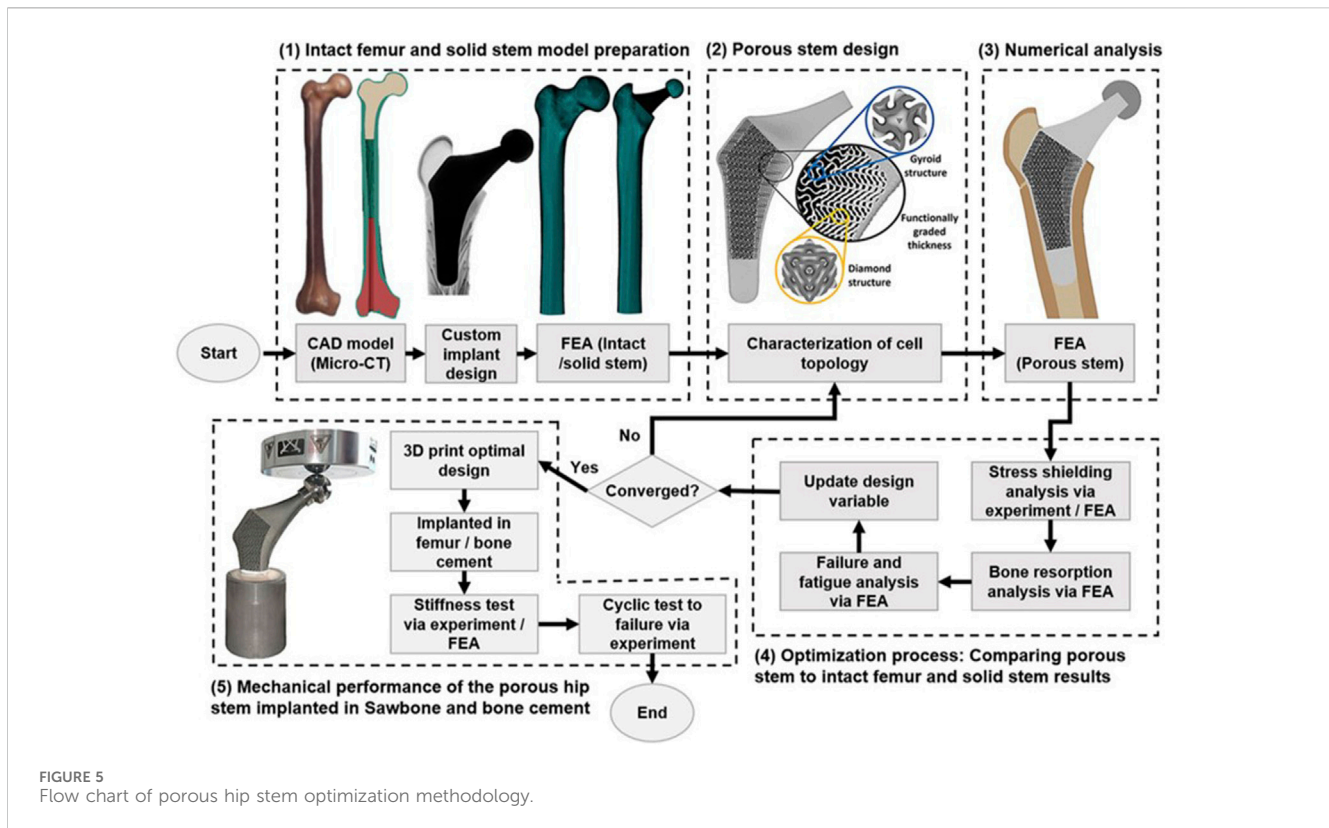 (1) Intact femur and solid stem model preparation
(2) Porous stem design
(3) Numerical analysis
Gyroid
structure
Functionally
graded
thickness
Diamond
structure
Start
CAD model
(Micro-CT)
Custom
implant
design
FEA (Intact
/solid stem)
Characterization of cell
topology
FEA
(Porous stem)
No
Yes
Converged?
3D print optimal
design
Implanted in
femur / bone
cement
Stiffness test
via experiment /
FEA
Cyclic test to
failure via
experiment
Update design
variable
Failure and
fatigue analysis
via FEA
Stress shielding
analysis via
experiment / FEA
Bone resorption
analysis via FEA
(4) Optimization process: Comparing porous
stem to intact femur and solid stem results
(5) Mechanical performance of the porous hip
stem implanted in Sawbone and bone cement
End
FIGURE 5
Flow chart of porous hip stem optimization methodology.